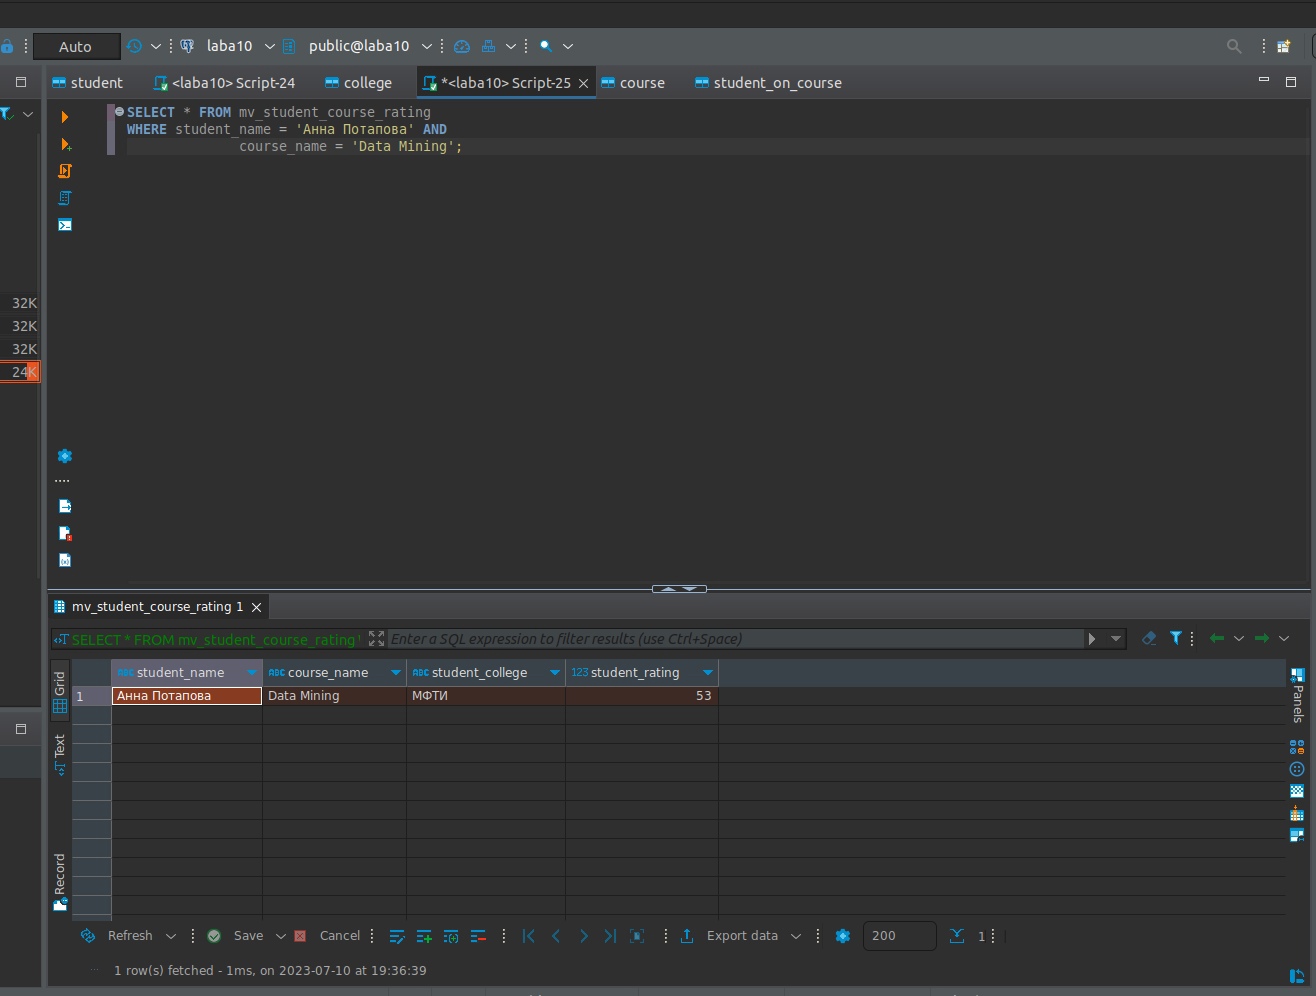 Auto laba10 public@laba10
student <laba10> Script-24 college *<laba10> Script-25 course student_on_course
SELECT * FROM mv_student_course_rating
WHERE student_name = 'Анна Потапова' AND
course_name = 'Data Mining';
32K
32K
32K
24K
mv_student_course_rating 1
SELECT * FROM mv_student_course_rating Enter a SQL expression to filter results (use Ctrl+Space)
Grid
Text
Record
ABC student_name ABC course_name ABC student_college 123 student_rating
1 Анна Потапова Data Mining МФТИ 53
Panels
Refresh Save Cancel Export data 200 1
1 row(s) fetched - 1ms, on 2023-07-10 at 19:36:39